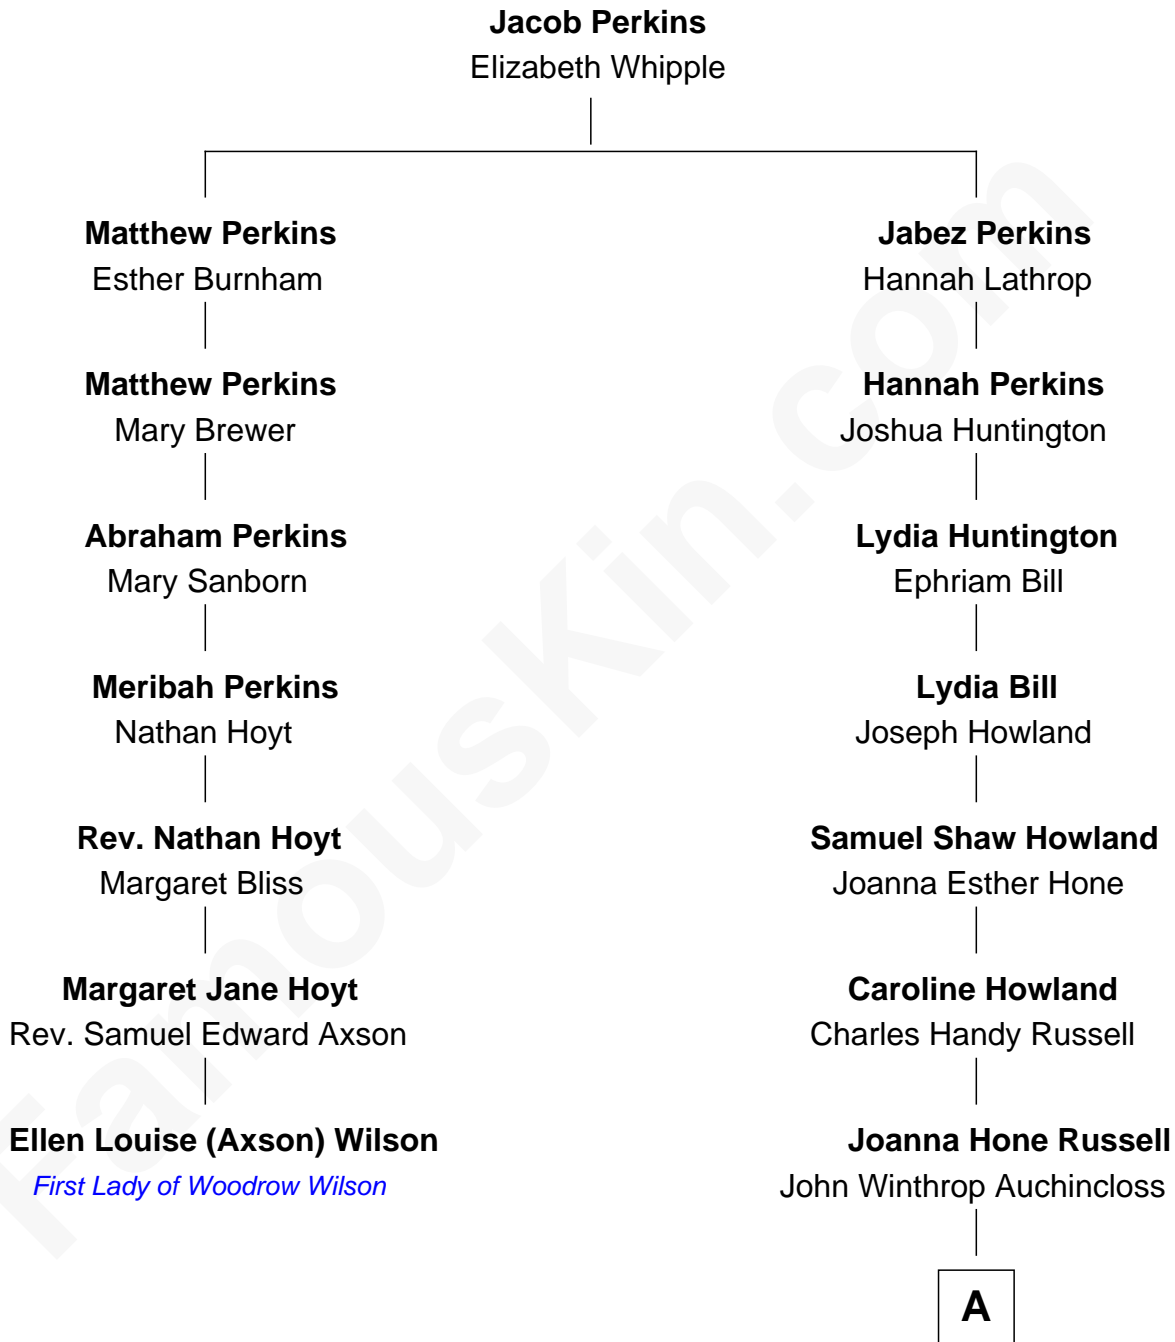 Jacob Perkins
Elizabeth Whipple
Matthew Perkins
Esther Burnham
Matthew Perkins
Mary Brewer
Abraham Perkins
Mary Sanborn
Meribah Perkins
Nathan Hoyt
Rev. Nathan Hoyt
Margaret Bliss
Margaret Jane Hoyt
Rev. Samuel Edward Axson
Ellen Louise (Axson) Wilson
First Lady of Woodrow Wilson
Jabez Perkins
Hannah Lathrop
Hannah Perkins
Joshua Huntington
Lydia Huntington
Ephriam Bill
Lydia Bill
Joseph Howland
Samuel Shaw Howland
Joanna Esther Hone
Caroline Howland
Charles Handy Russell
Joanna Hone Russell
John Winthrop Auchincloss
A
FamousKin.com